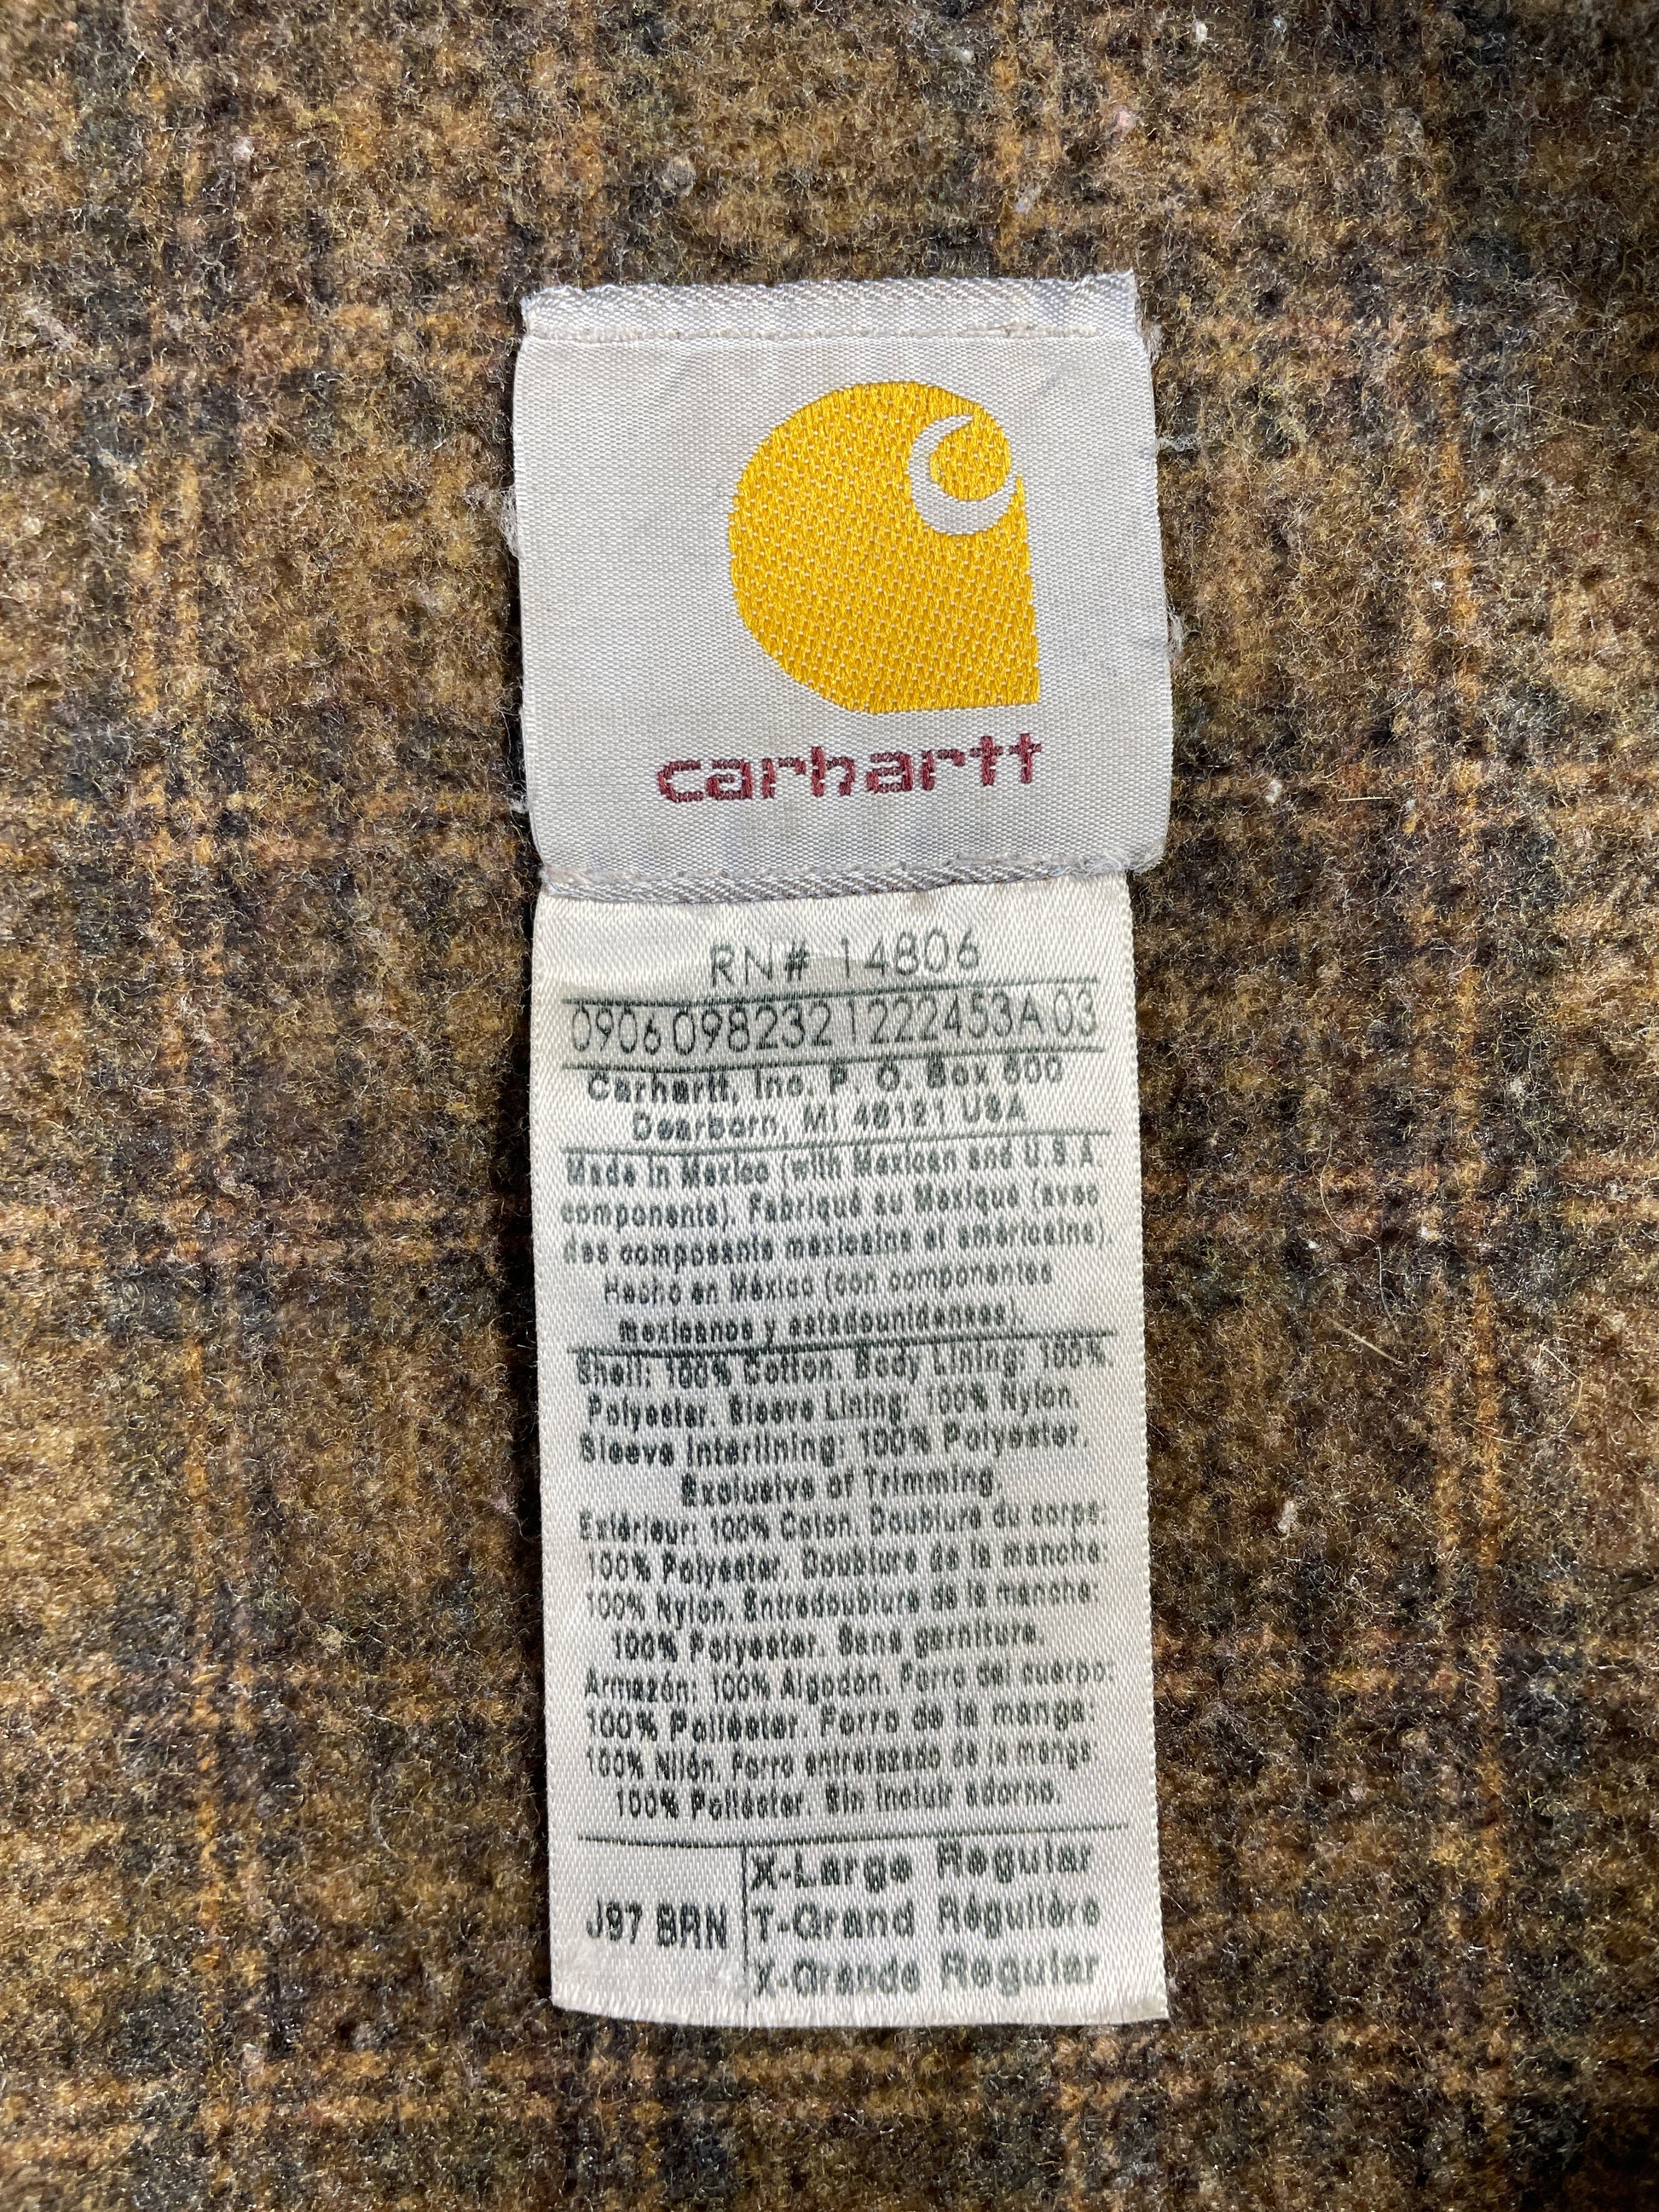 carhartt
RN# 14806
0906 098232 1222453A 03
Carhartt, Inc. P. O. Box 600
Dearborn, MI 48121 USA
Made in Mexico (with Mexican and U.S.A.
components). Fabriqué au Mexique (avec
des composants mexicains et américains).
Hecho en México (con componentes
mexicanos y estadounidenses).
Shell: 100% Cotton. Body Lining: 100%
Polyester. Sleeve Lining: 100% Nylon.
Sleeve Interlining: 100% Polyester.
Exclusive of Trimming.
Extérieur: 100% Coton. Doublure du corps:
100% Polyester. Doublure de la manche:
100% Nylon. Entredoublure de la manche:
100% Polyester. Sans garniture.
Armazón: 100% Algodón. Forro del cuerpo:
100% Poliéster. Forro de la manga:
100% Nilón. Forro entrelazado de la manga:
100% Poliéster. Sin incluir adorno.
J97 BRN
X-Large Regular
T-Grand Régulière
X-Grande Regular